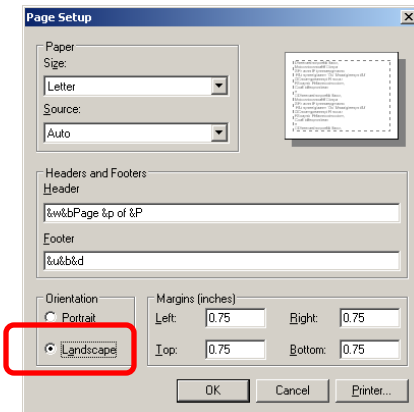 Page Setup
Paper
Size:
Letter
Source:
Auto
Headers and Footers
Header
&w&bPage &p of &P
Footer
&u&b&d
Orientation
Portrait
Landscape
Margins (inches)
Left: 0.75 Right: 0.75
Top: 0.75 Bottom: 0.75
OK Cancel Printer...